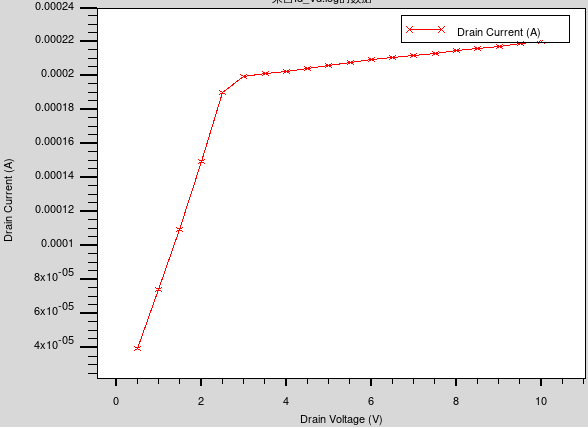 Drain Current (A)
0.00024
0.00022
0.0002
0.00018
0.00016
0.00014
0.00012
0.0001
8x10-05
6x10-05
4x10-05
Drain Current (A)
0 2 4 6 8 10
Drain Voltage (V)